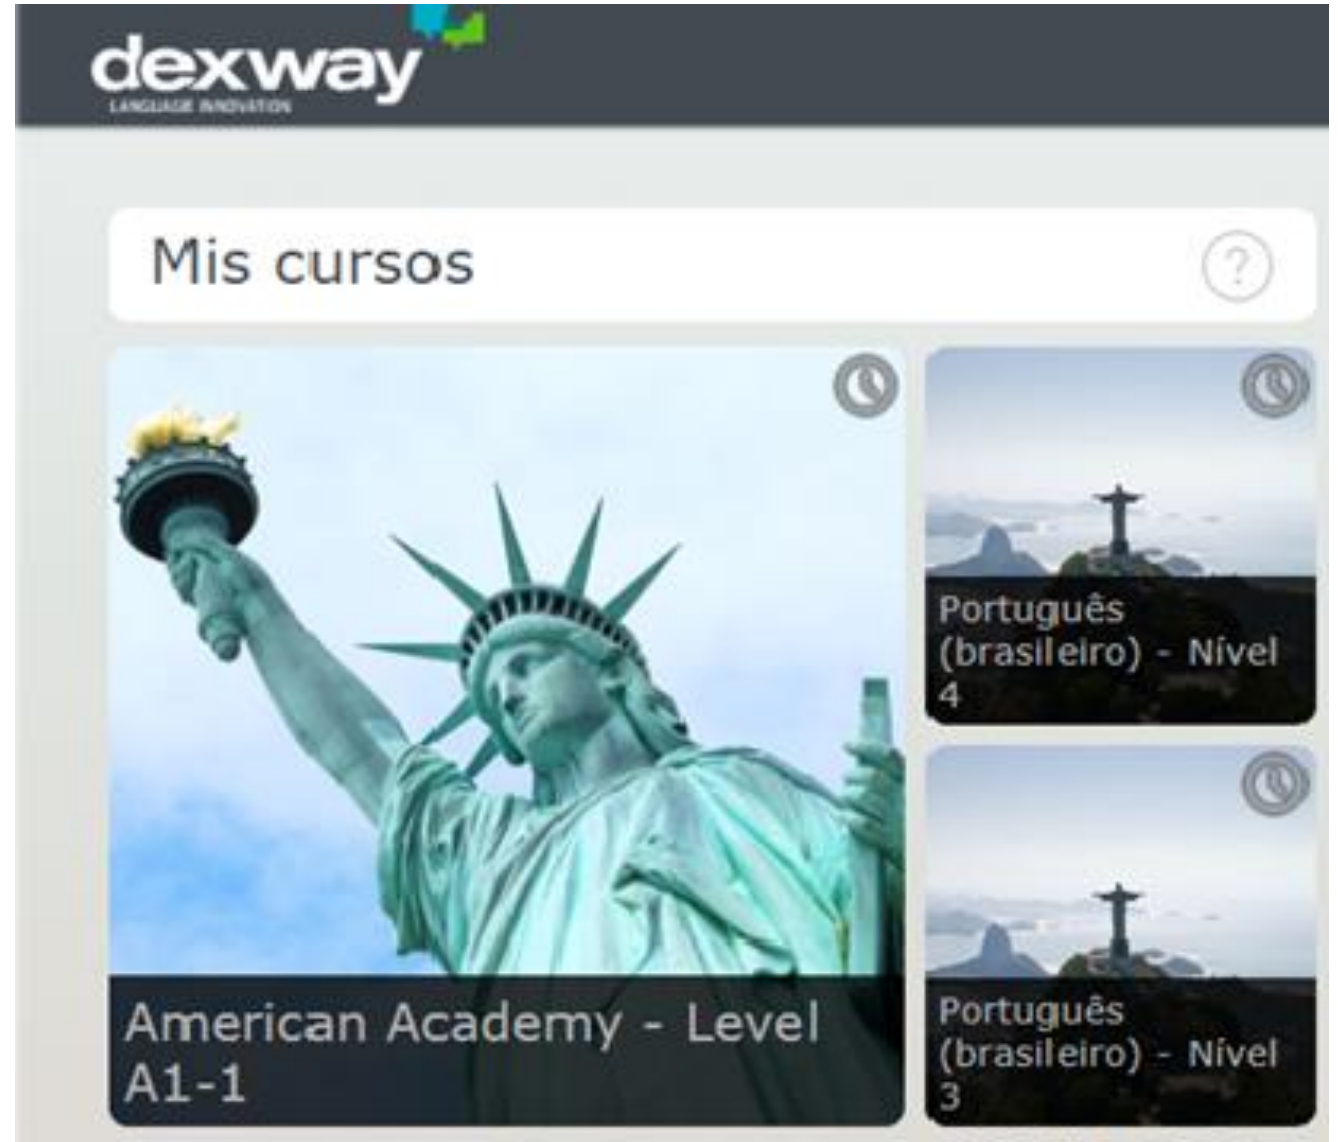 dexway
LANGUAGE INNOVATION
Mis cursos
?
American Academy - Level
A1-1
Português
(brasileiro) - Nível
4
Português
(brasileiro) - Nível
3